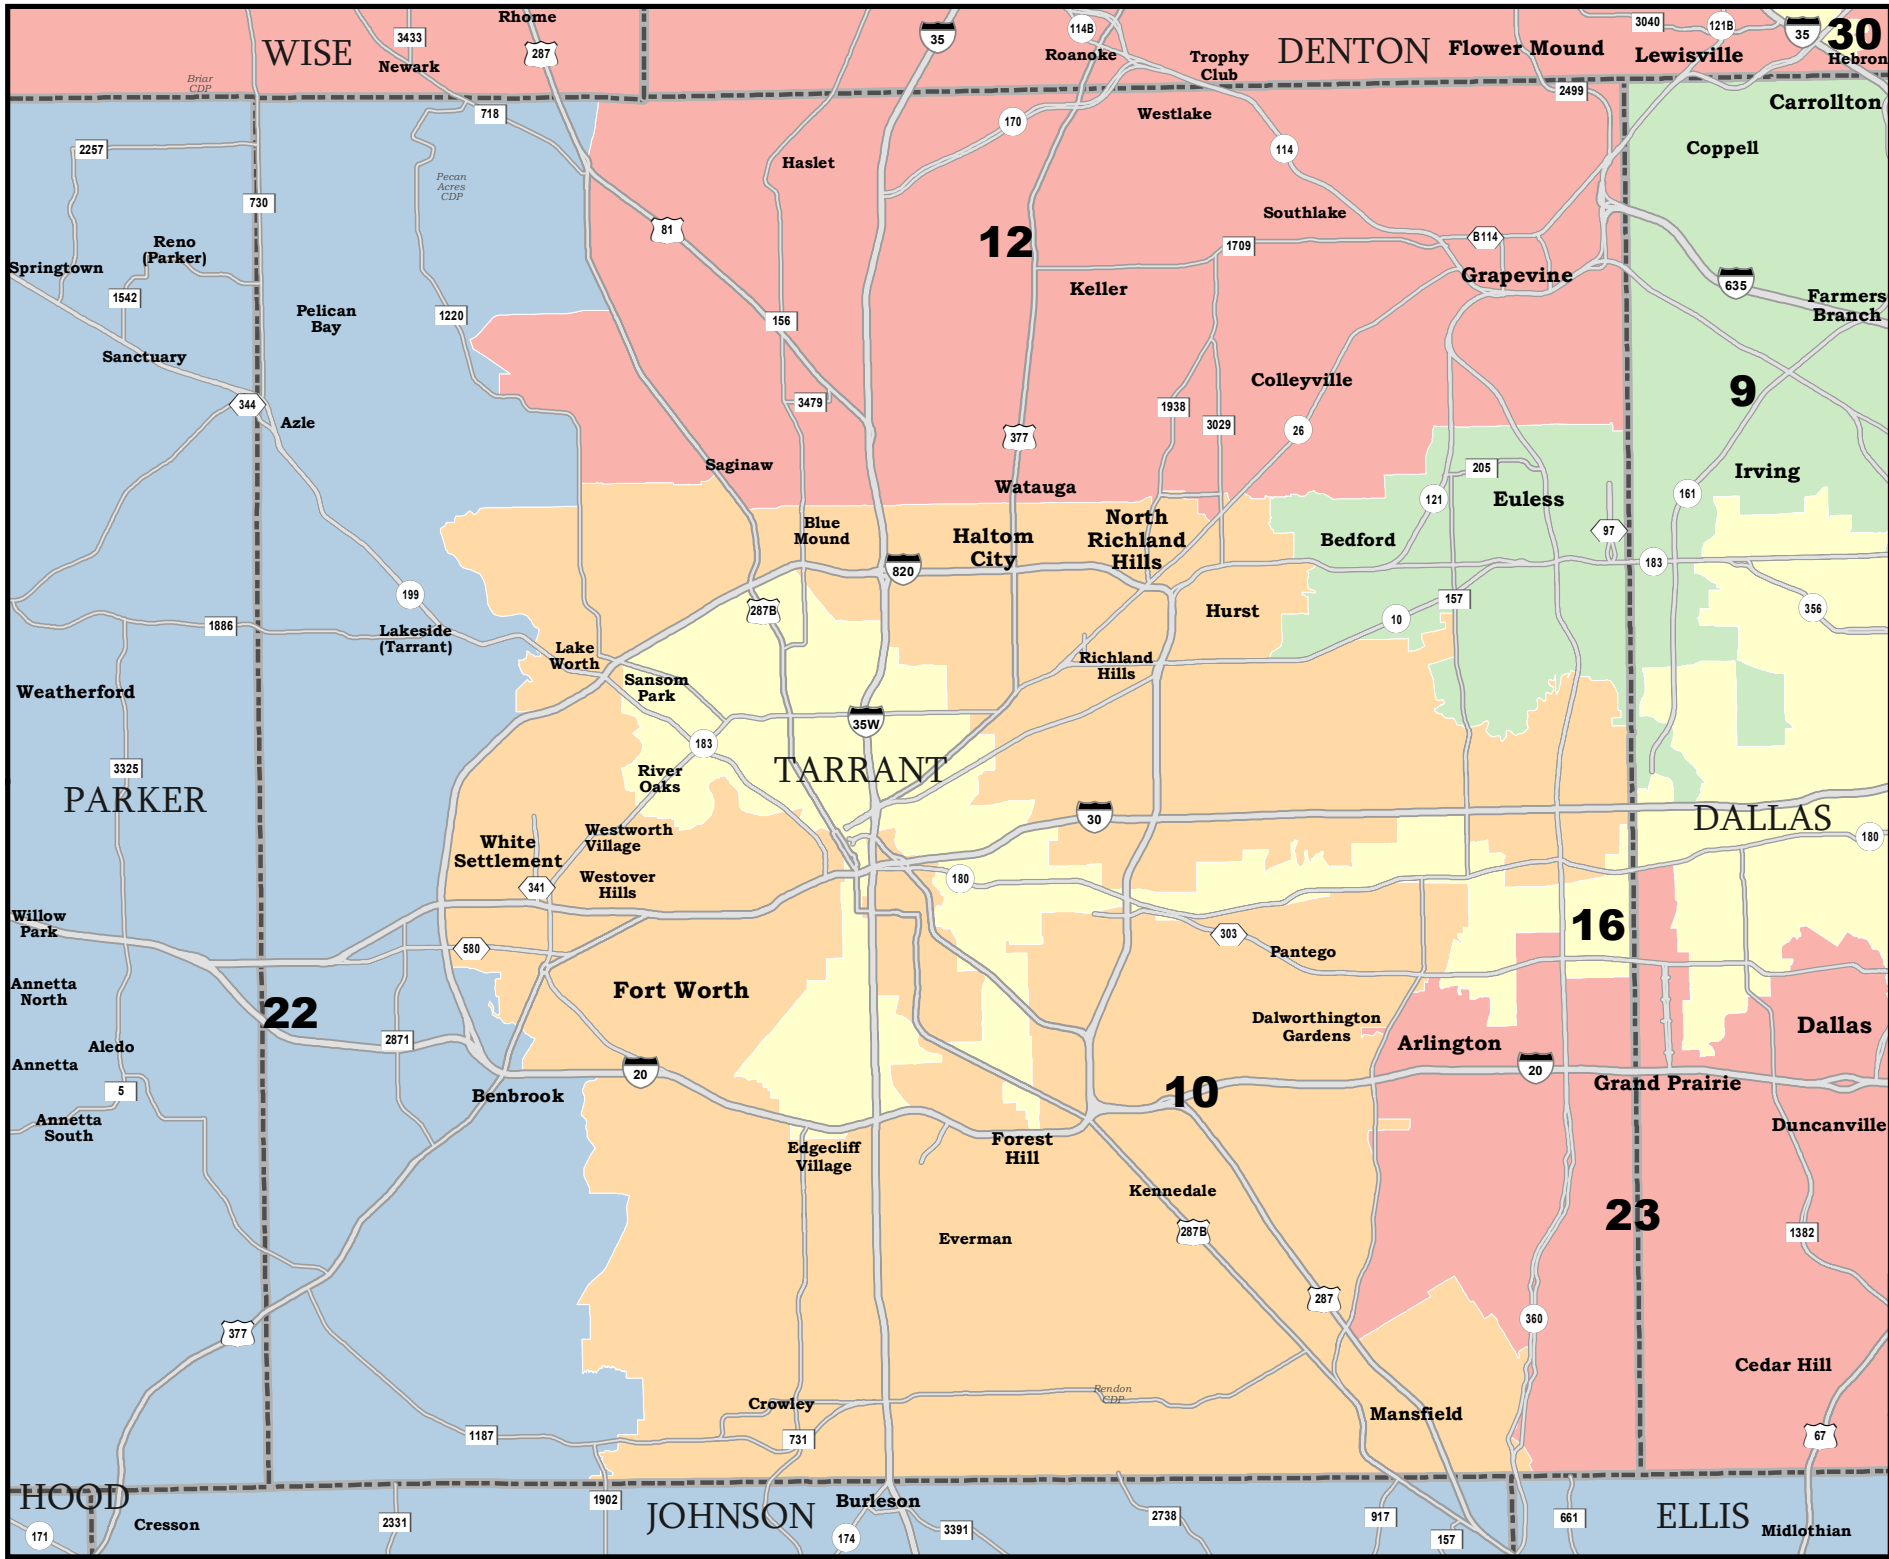 Rhome
3433
287
WISE
Newark
Briar
CDP
718
35
114B
Roanoke
Trophy
Club
DENTON
Flower Mound
3040
121B
35
30
Lewisville
Hebron
2499
Carrollton
170
Westlake
114
Coppell
2257
Haslet
Pecan
Acres
CDP
730
81
12
Southlake
1709
B114
Reno
(Parker)
Springtown
1542
Grapevine
635
Keller
Farmers
Branch
Pelican
Bay
1220
156
Sanctuary
344
Azle
3479
Colleyville
1938
3029
26
377
9
Saginaw
Watauga
205
121
Euless
161
Irving
Blue
Mound
Haltom
City
North
Richland
Hills
Bedford
97
183
820
199
287B
Hurst
157
10
356
1886
Lakeside
(Tarrant)
Lake
Worth
Richland
Hills
Sansom
Park
Weatherford
35W
183
3325
River
Oaks
TARRANT
PARKER
30
DALLAS
180
White
Settlement
Westworth
Village
341
Westover
Hills
180
Willow
Park
580
303
16
Pantego
Annetta
North
22
Fort Worth
Dalworthington
Gardens
Arlington
Dallas
2871
Aledo
Annetta
5
20
20
Benbrook
10
Grand Prairie
Annetta
South
Edgecliff
Village
Forest
Hill
Duncanville
Kennedale
287B
23
1382
Everman
287
360
377
Cedar Hill
Rendon
CDP
Crowley
Mansfield
1187
731
67
HOOD
1902
JOHNSON
Burleson
ELLIS
171
Cresson
2331
174
3391
2738
917
157
661
Midlothian